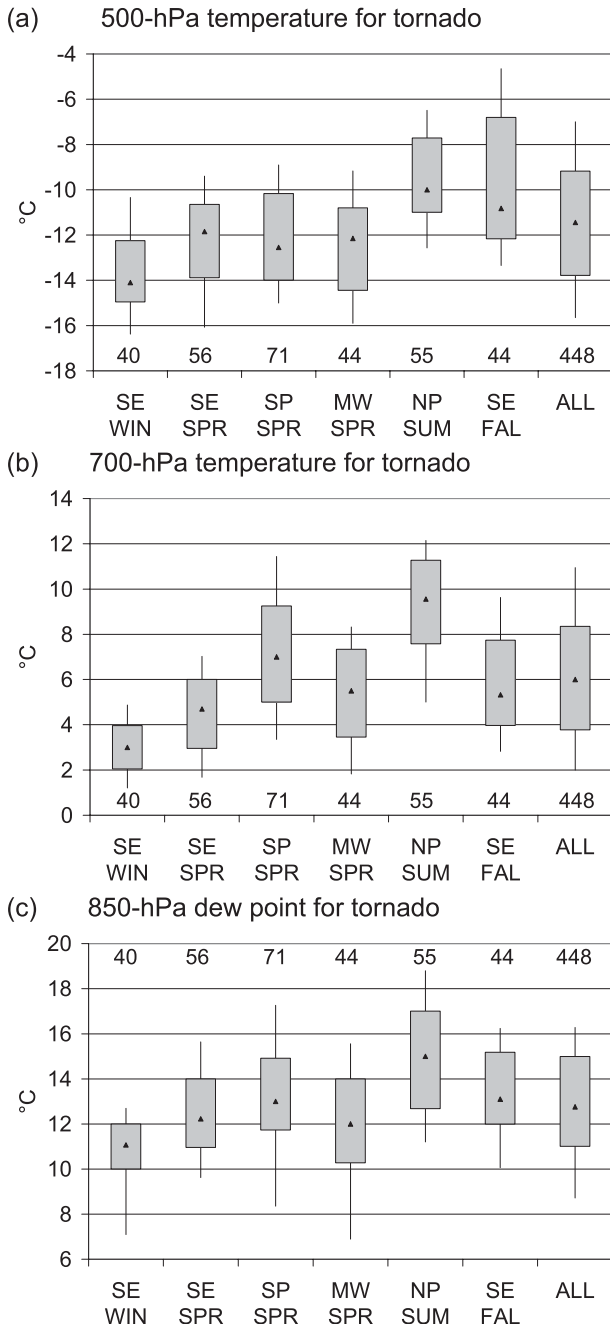 (a) 500-hPa temperature for tornado
-4
-6
-8
-10
°C
-12
-14
-16
40 56 71 44 55 44 448
-18
SE SE SP MW NP SE ALL
WIN SPR SPR SPR SUM FAL
(b) 700-hPa temperature for tornado
14
12
10
8
°C
6
4
2
40 56 71 44 55 44 448
0
SE SE SP MW NP SE ALL
WIN SPR SPR SPR SUM FAL
(c) 850-hPa dew point for tornado
20
40 56 71 44 55 44 448
18
16
14
°C
12
10
8
6
SE SE SP MW NP SE ALL
WIN SPR SPR SPR SUM FAL